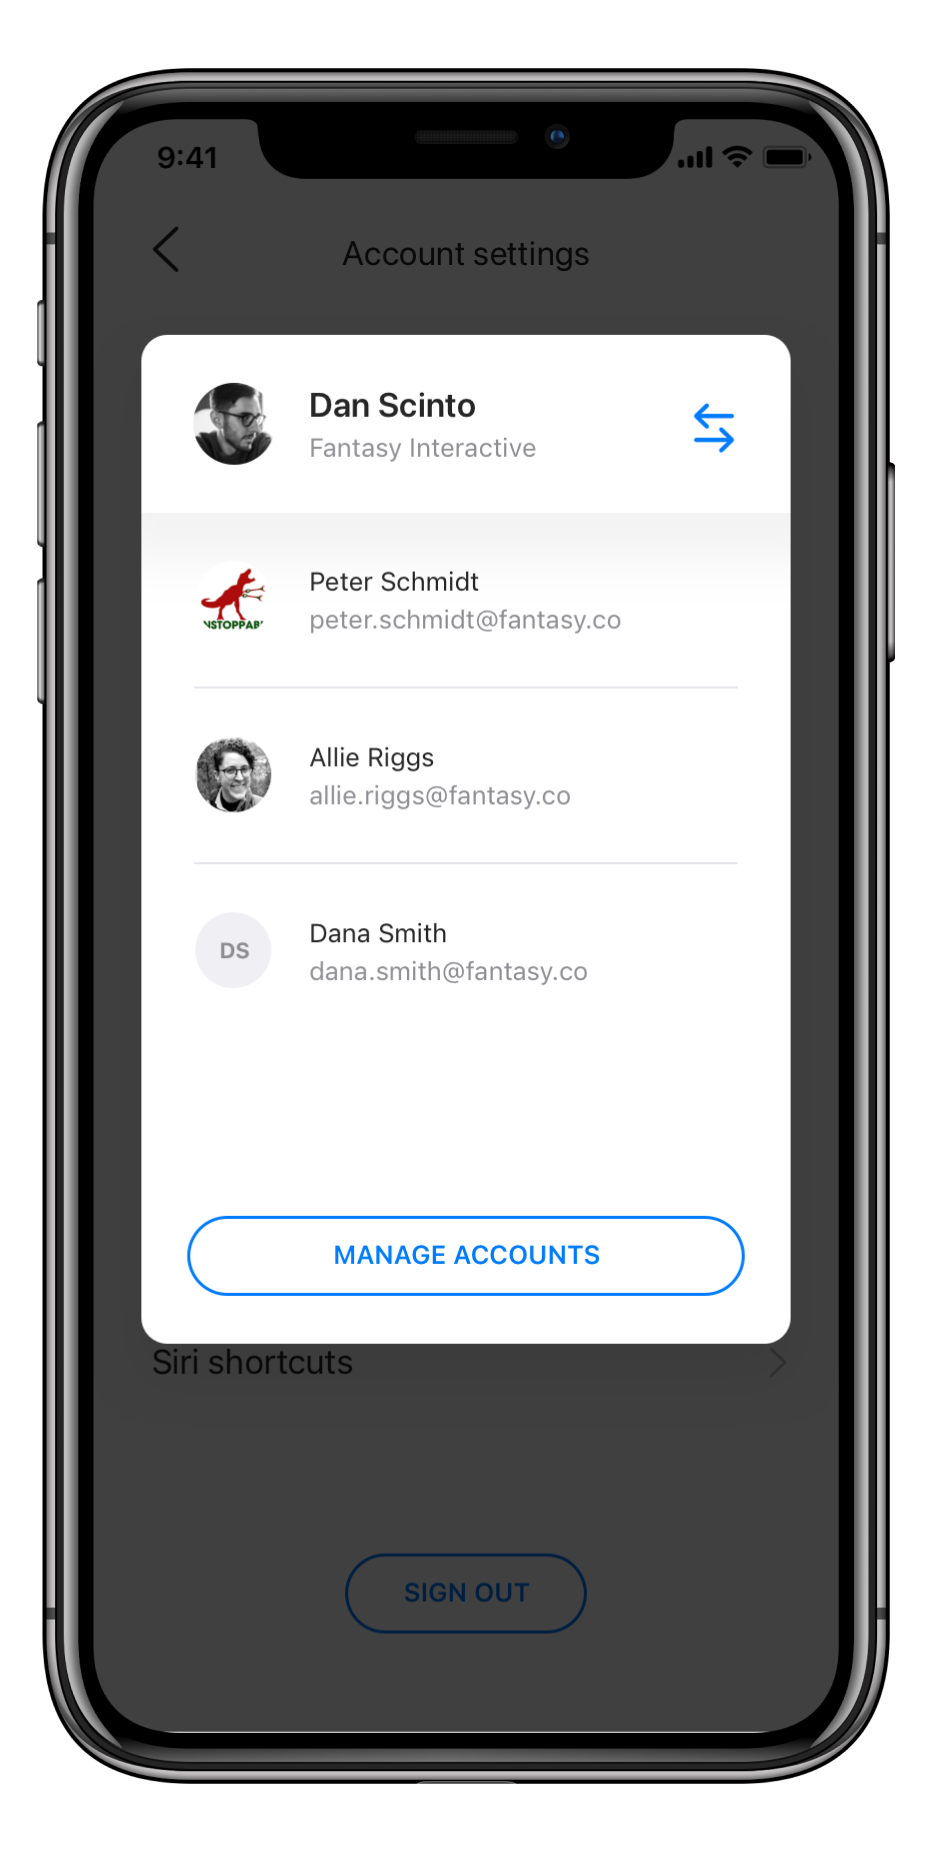 9:41
Account settings
Dan Scinto
Fantasy Interactive
Peter Schmidt
peter.schmidt@fantasy.co
Allie Riggs
allie.riggs@fantasy.co
DS
Dana Smith
dana.smith@fantasy.co
MANAGE ACCOUNTS
Siri shortcuts
SIGN OUT